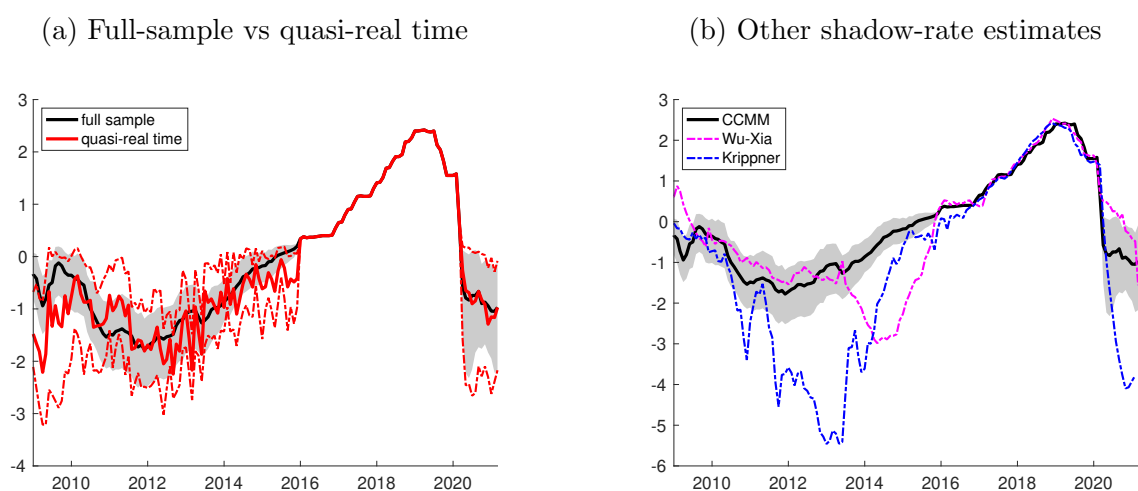 (a) Full-sample vs quasi-real time
3
2
1
0
-1
-2
-3
-4
2010 2012 2014 2016 2018 2020
full sample
quasi-real time
(b) Other shadow-rate estimates
3
2
1
0
-1
-2
-3
-4
-5
-6
2010 2012 2014 2016 2018 2020
CCMM
Wu-Xia
Krippner